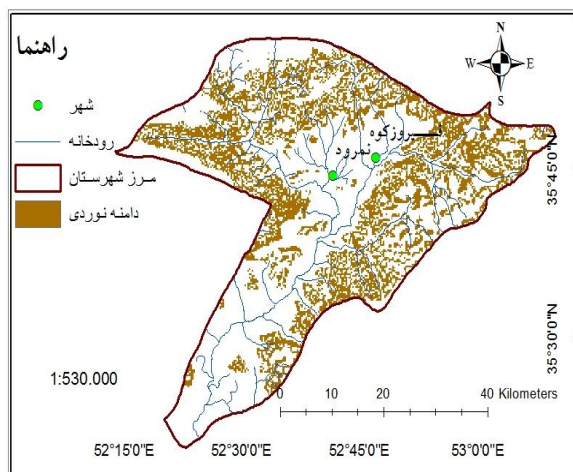 راهنما
شهر
رودخانه
مرز شهرستان
دامنه نوردی
N
W E
S
فیروزکوه
نمرود
35°45'0"N
35°30'0"N
1:530.000
0 10 20 40 Kilometers
52°15'0"E 52°30'0"E 52°45'0"E 53°0'0"E